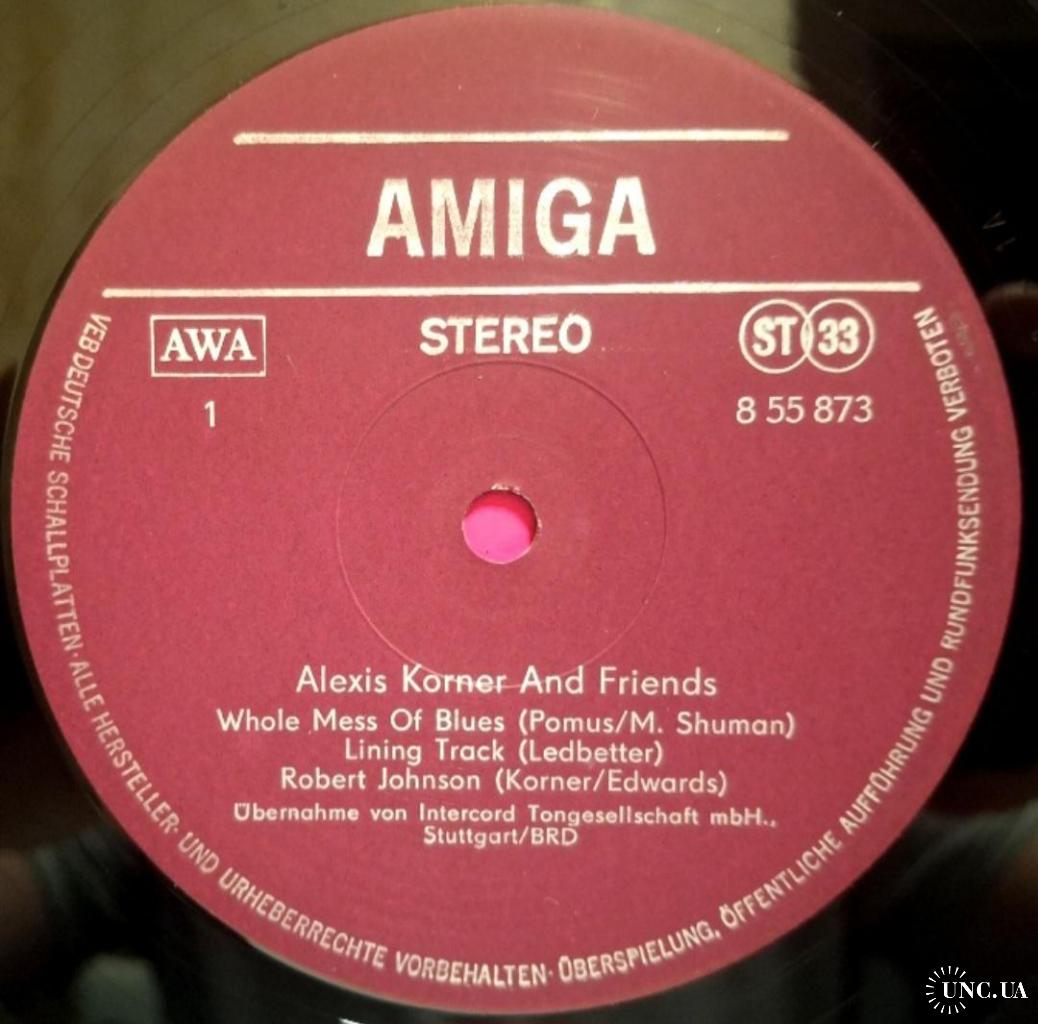 AMIGA
AWA
STEREO
ST 33
1
8 55 873
Alexis Korner And Friends
Whole Mess Of Blues (Pomus/M. Shuman)
Lining Track (Ledbetter)
Robert Johnson (Korner/Edwards)
Übernahme von Intercord Tongesellschaft mbH.,
Stuttgart/BRD
VEB DEUTSCHE SCHALLPLATTEN · ALLE HERSTELLER- UND URHEBERRECHTE VORBEHALTEN · ÜBERSPIELUNG, ÖFFENTLICHE AUFFÜHRUNG UND RUNDFUNKSENDUNG VERBOTEN
UNC.UA